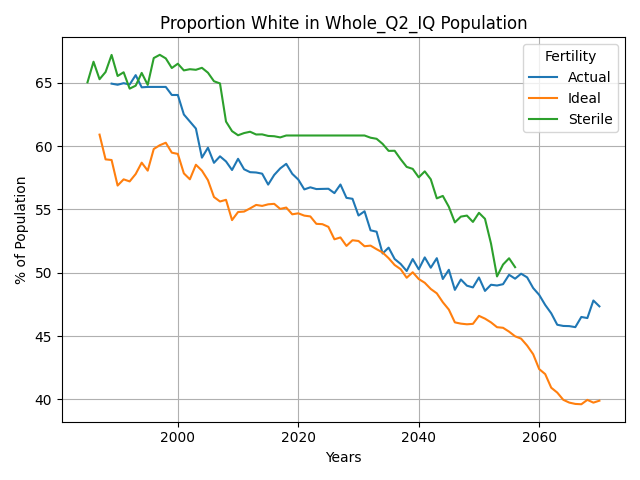 Proportion White in Whole_Q2_IQ Population
Fertility
Actual
Ideal
Sterile
% of Population
65
60
55
50
45
40
2000
2020
2040
2060
Years